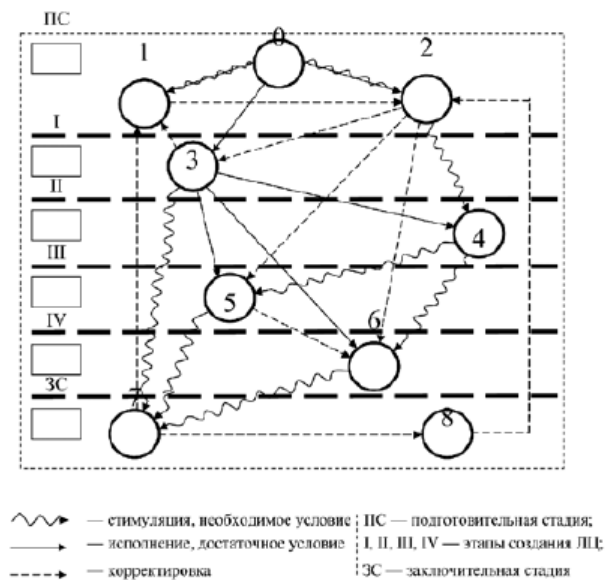 ПС
0
1
2
I
3
II
4
III
5
IV
6
ЗС
7
8
— стимуляция, необходимое условие
— исполнение, достаточное условие
— корректировка
ПС — подготовительная стадия;
I, II, III, IV — этапы создания ЛЦ;
ЗС — заключительная стадия